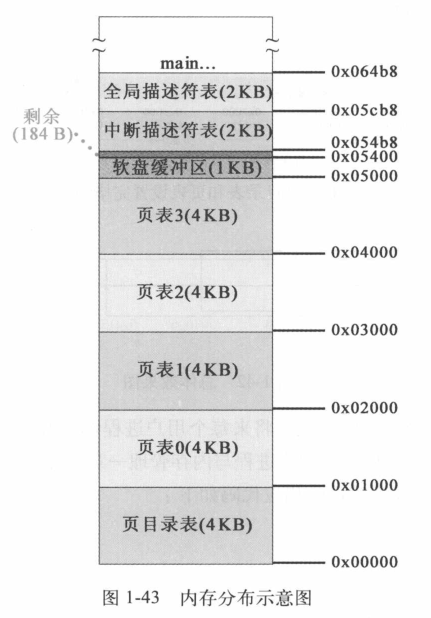 main...
0x064b8
全局描述符表(2KB)
0x05cb8
剩余
(184 B)
中断描述符表(2KB)
0x054b8
0x05400
软盘缓冲区(1KB)
0x05000
页表3(4KB)
0x04000
页表2(4KB)
0x03000
页表1(4KB)
0x02000
页表0(4KB)
0x01000
页目录表(4KB)
0x00000
图 1-43 内存分布示意图